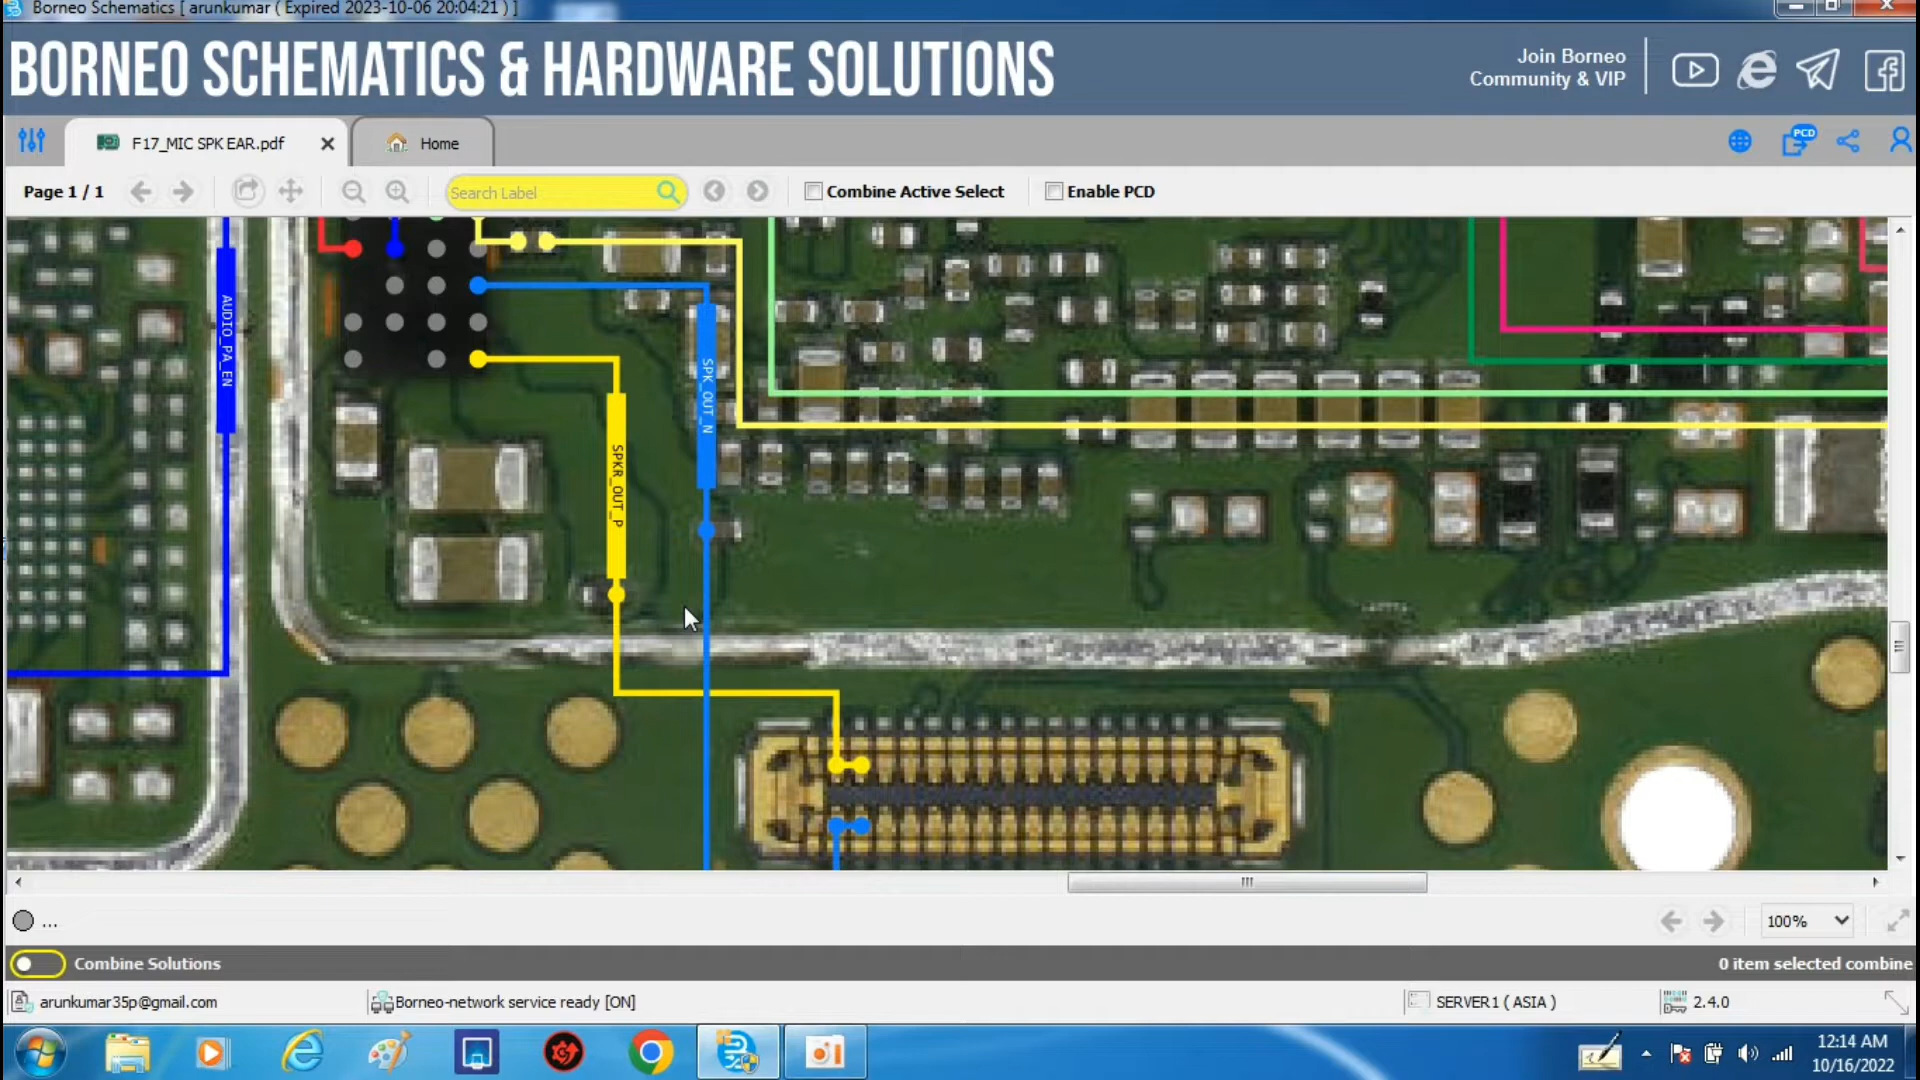 Borneo Schematics [ arunkumar ( Expired 2023-10-06 20:04:21 ) ]
BORNEO SCHEMATICS & HARDWARE SOLUTIONS
Join Borneo
Community & VIP
F17_MIC SPK EAR.pdf
Home
PCD
Page 1 / 1
Search Label
Combine Active Select
Enable PCD
AUDIO_PA_EN
SPK_OUT_N
SPKR_OUT_P
...
100%
Combine Solutions
0 item selected combine
arunkumar35p@gmail.com
Borneo-network service ready [ON]
SERVER1 ( ASIA )
2.4.0
12:14 AM
10/16/2022